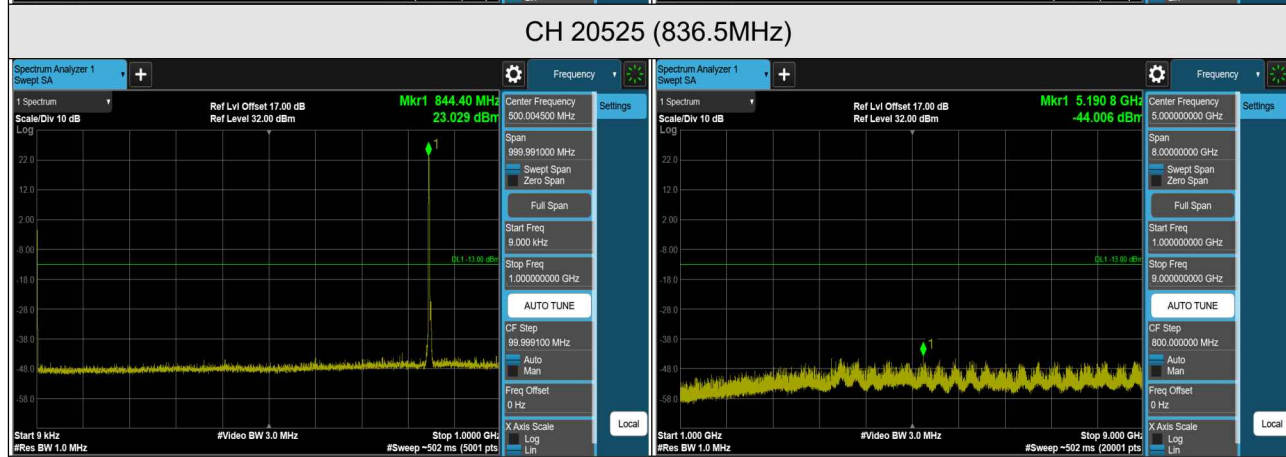 CH 20525 (836.5MHz)
Spectrum Analyzer 1
Swept SA
+
Frequency
1 Spectrum
Scale/Div 10 dB
Log
Ref Lvl Offset 17.00 dB
Ref Level 32.00 dBm
Mkr1 844.40 MHz
23.029 dBm
1
22.0
12.0
2.00
-8.00
DL1 -13.00 dBm
-18.0
-28.0
-38.0
-48.0
-58.0
Start 9 kHz
#Res BW 1.0 MHz
#Video BW 3.0 MHz
Stop 1.0000 GHz
#Sweep ~502 ms (5001 pts
Center Frequency
500.004500 MHz
Settings
Span
999.991000 MHz
Swept Span
Zero Span
Full Span
Start Freq
9.000 kHz
Stop Freq
1.000000000 GHz
AUTO TUNE
CF Step
99.999100 MHz
Auto
Man
Freq Offset
0 Hz
X Axis Scale
Log
Lin
Local
Spectrum Analyzer 1
Swept SA
+
Frequency
1 Spectrum
Scale/Div 10 dB
Log
Ref Lvl Offset 17.00 dB
Ref Level 32.00 dBm
Mkr1 5.190 8 GHz
-44.006 dBm
22.0
12.0
2.00
-8.00
DL1 -13.00 dBm
-18.0
-28.0
-38.0
1
-48.0
-58.0
Start 1.000 GHz
#Res BW 1.0 MHz
#Video BW 3.0 MHz
Stop 9.000 GHz
#Sweep ~502 ms (20001 pts
Center Frequency
5.000000000 GHz
Settings
Span
8.00000000 GHz
Swept Span
Zero Span
Full Span
Start Freq
1.000000000 GHz
Stop Freq
9.000000000 GHz
AUTO TUNE
CF Step
800.000000 MHz
Auto
Man
Freq Offset
0 Hz
X Axis Scale
Log
Lin
Local